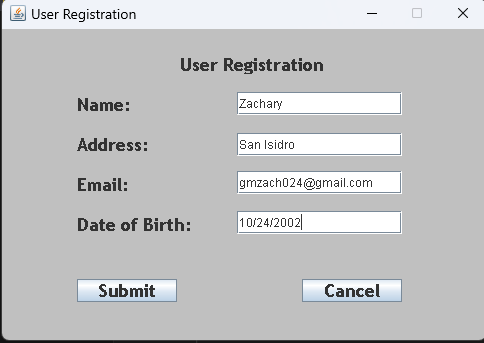 User Registration
User Registration
Name: Zachary
Address: San Isidro
Email: gmzach024@gmail.com
Date of Birth: 10/24/2002
Submit Cancel